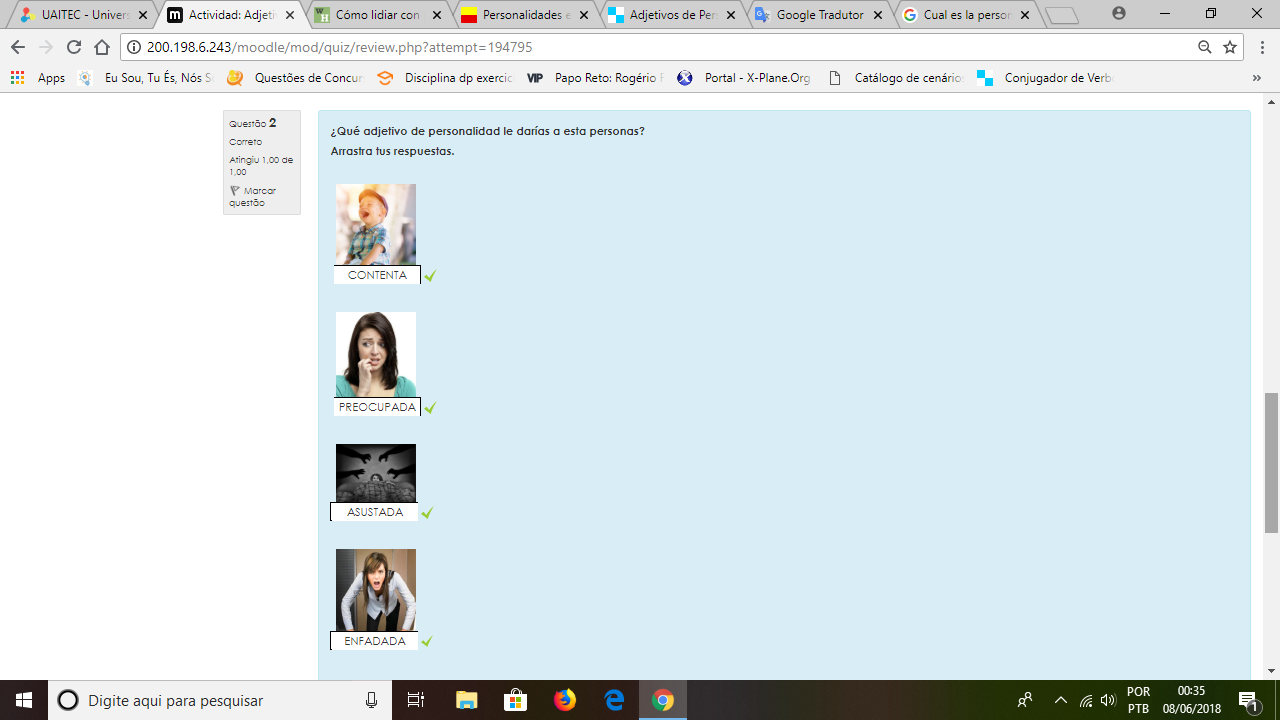 UAITEC - Univers
Actividad: Adjeti
Cómo lidiar con
Personalidades e
Adjetivos de Per
Google Tradutor
Cual es la person
200.198.6.243/moodle/mod/quiz/review.php?attempt=194795
Apps
Eu Sou, Tu És, Nós S
Questões de Concur
Disciplina dp exercic
VIP Papo Reto: Rogério F
Portal - X-Plane.Org
Catálogo de cenário
Conjugador de Verb
»
Questão 2
Correto
Atingiu 1,00 de
1,00
Marcar
questão
¿Qué adjetivo de personalidad le darías a esta personas?
Arrastra tus respuestas.
CONTENTA
PREOCUPADA
ASUSTADA
ENFADADA
Digite aqui para pesquisar
POR
PTB
00:35
08/06/2018
1